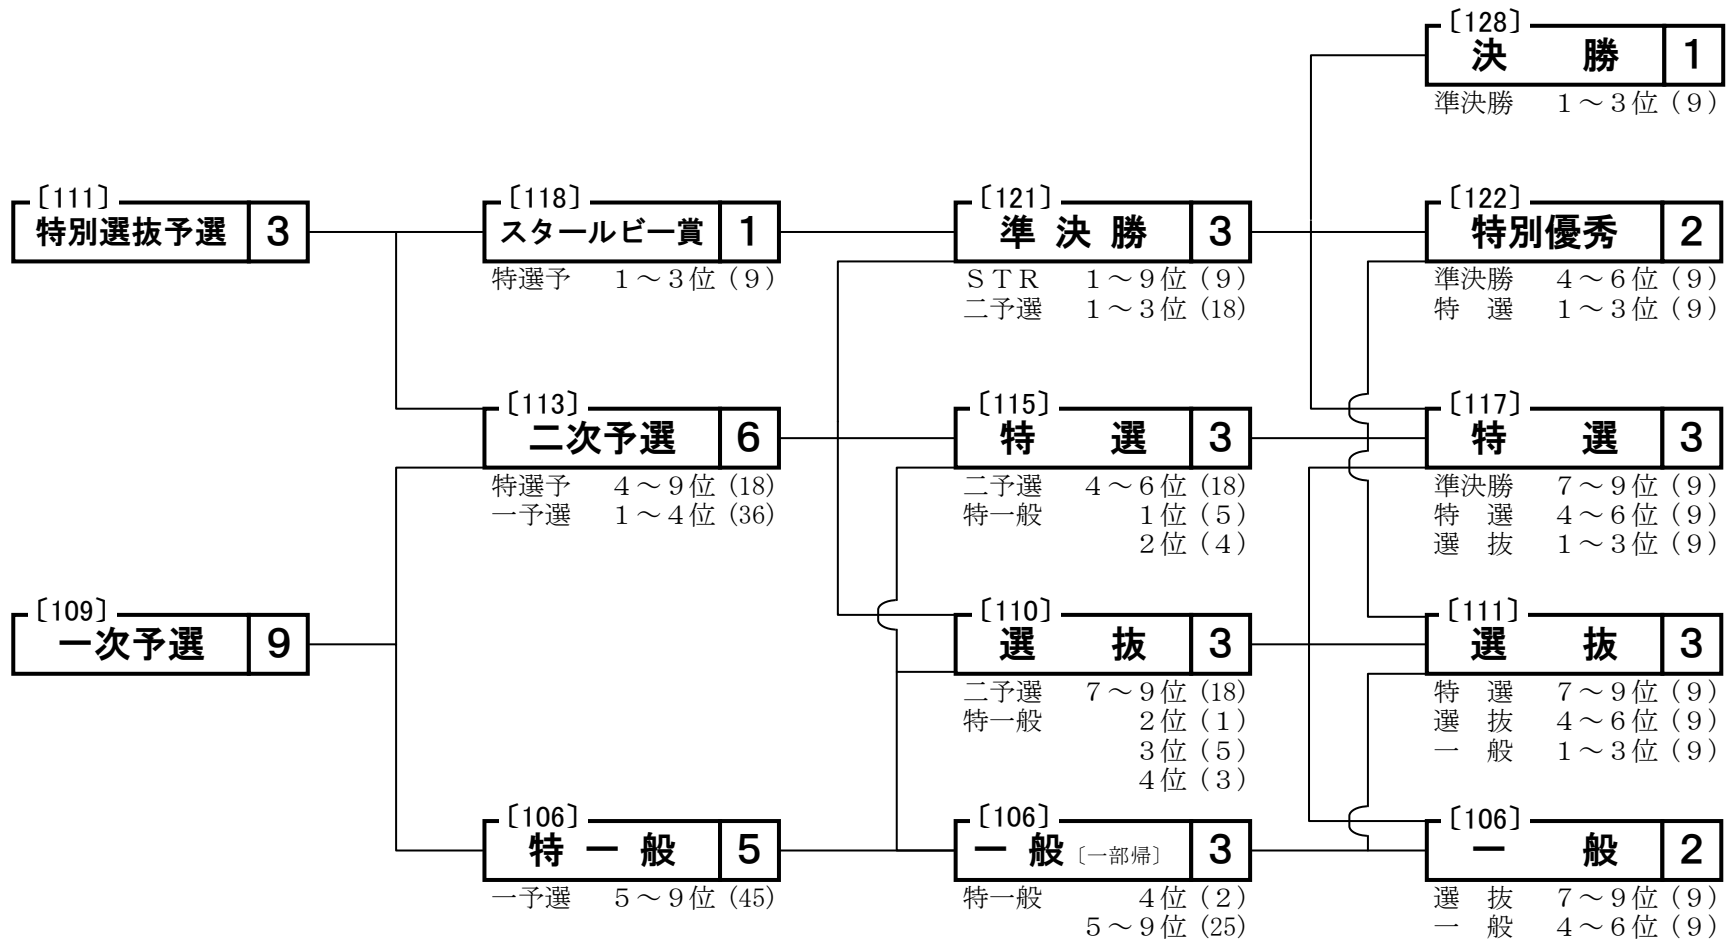 〔111〕
特別選抜予選 3
〔109〕
一次予選 9
〔118〕
スタールビー賞 1
特選予 1～3位（9）
〔113〕
二次予選 6
特選予 4～9位（18）
一予選 1～4位（36）
〔106〕
特一般 5
一予選 5～9位（45）
〔121〕
準決勝 3
ＳＴＲ 1～9位（9）
二予選 1～3位（18）
〔115〕
特選 3
二予選 4～6位（18）
特一般 1位（5）
2位（4）
〔110〕
選抜 3
二予選 7～9位（18）
特一般 2位（1）
3位（5）
4位（3）
〔106〕
一般〔一部帰〕 3
特一般 4位（2）
5～9位（25）
〔128〕
決勝 1
準決勝 1～3位（9）
〔122〕
特別優秀 2
準決勝 4～6位（9）
特選 1～3位（9）
〔117〕
特選 3
準決勝 7～9位（9）
特選 4～6位（9）
選抜 1～3位（9）
〔111〕
選抜 3
特選 7～9位（9）
選抜 4～6位（9）
一般 1～3位（9）
〔106〕
一般 2
選抜 7～9位（9）
一般 4～6位（9）